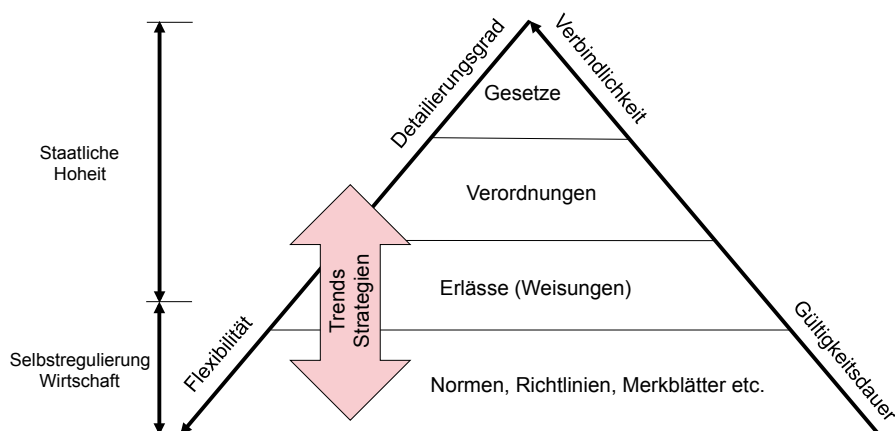 Detailierungsgrad
Verbindlichkeit
Gesetze
Staatliche
Hoheit
Verordnungen
Trends
Strategien
Erlässe (Weisungen)
Flexibilität
Gültigkeitsdauer
Selbstregulierung
Wirtschaft
Normen, Richtlinien, Merkblätter etc.